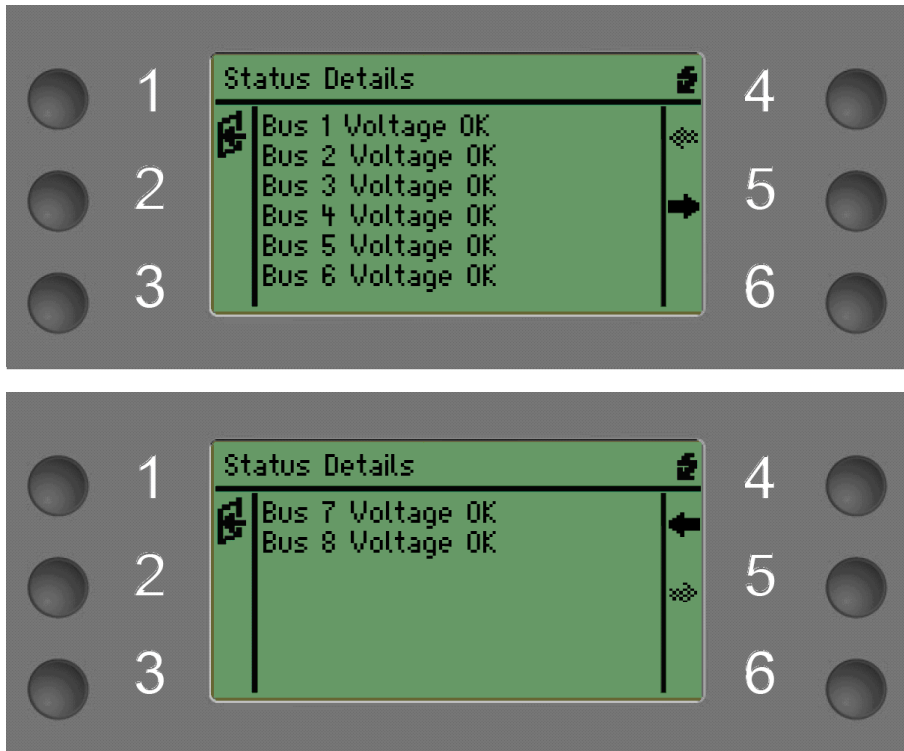 1
2
3
Status Details
Bus 1 Voltage OK
Bus 2 Voltage OK
Bus 3 Voltage OK
Bus 4 Voltage OK
Bus 5 Voltage OK
Bus 6 Voltage OK
4
5
6
1
2
3
Status Details
Bus 7 Voltage OK
Bus 8 Voltage OK
4
5
6